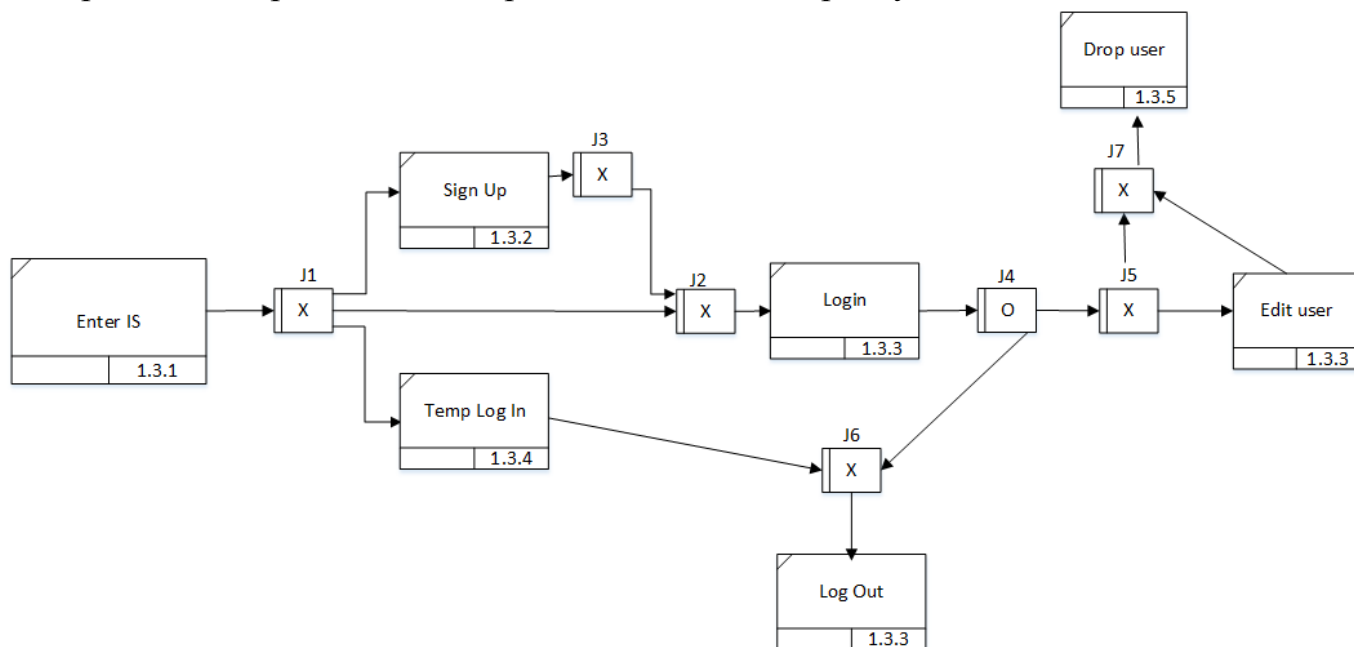 Drop user
1.3.5
J3
X
J7
X
Sign Up
1.3.2
J1
X
Enter IS
1.3.1
J2
X
Login
1.3.3
J4
O
J5
X
Edit user
1.3.3
Temp Log In
1.3.4
J6
X
Log Out
1.3.3